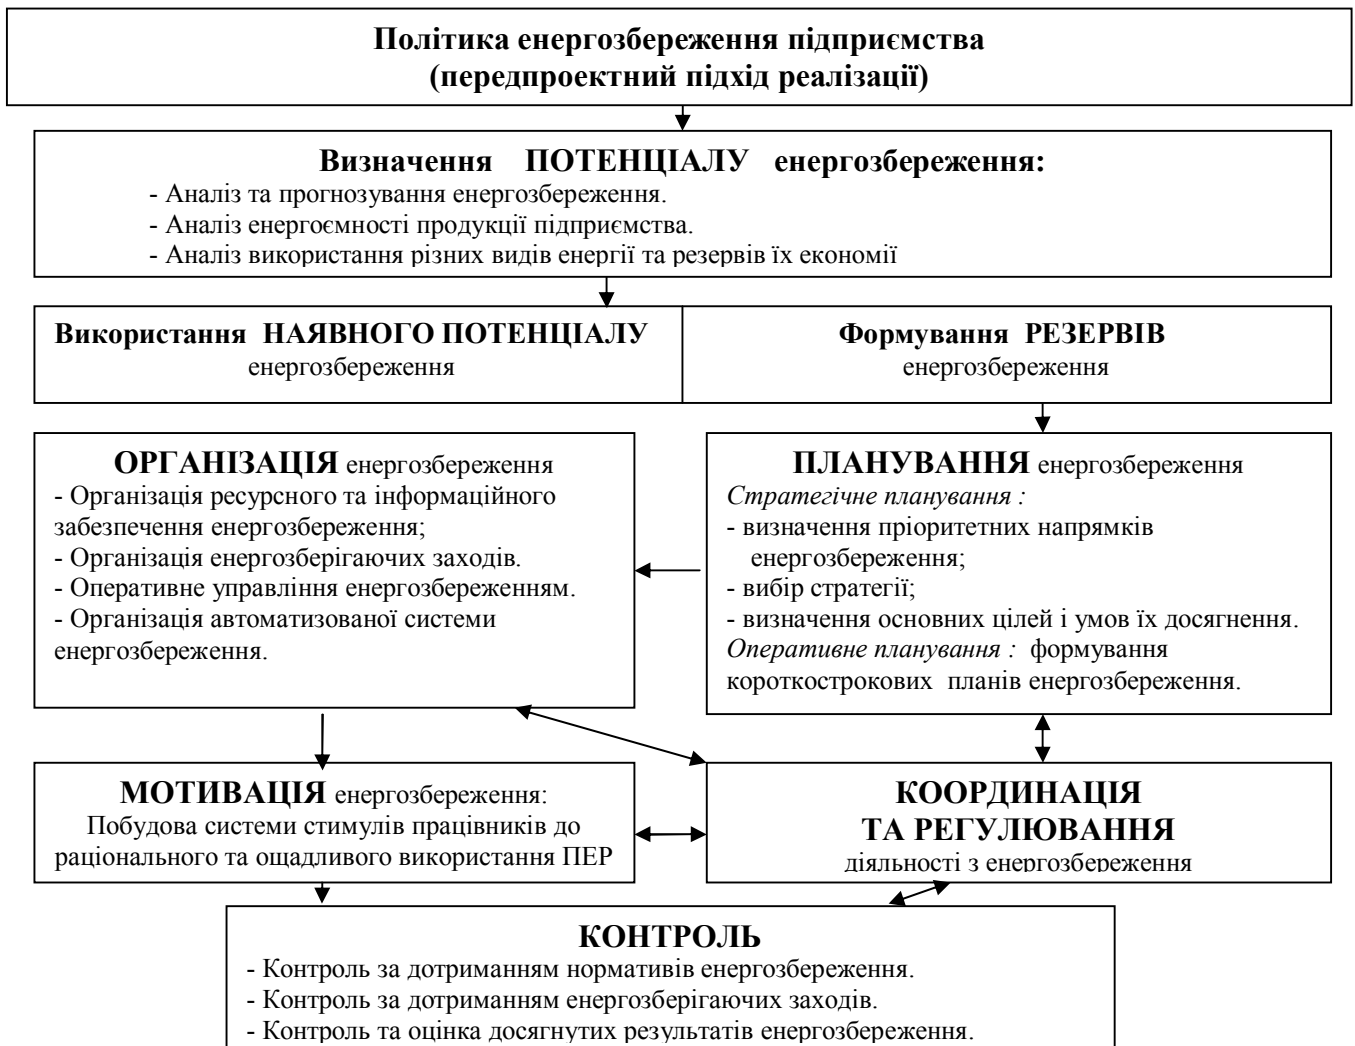 Політика енергозбереження підприємства
(передпроектний підхід реалізації)
Визначення ПОТЕНЦІАЛУ енергозбереження:
- Аналіз та прогнозування енергозбереження.
- Аналіз енергоємності продукції підприємства.
- Аналіз використання різних видів енергії та резервів їх економії
Використання НАЯВНОГО ПОТЕНЦІАЛУ
енергозбереження
Формування РЕЗЕРВІВ
енергозбереження
ОРГАНІЗАЦІЯ енергозбереження
- Організація ресурсного та інформаційного
забезпечення енергозбереження;
- Організація енергозберігаючих заходів.
- Оперативне управління енергозбереженням.
- Організація автоматизованої системи
енергозбереження.
ПЛАНУВАННЯ енергозбереження
Стратегічне планування :
- визначення пріоритетних напрямків
енергозбереження;
- вибір стратегії;
- визначення основних цілей і умов їх досягнення.
Оперативне планування : формування
короткострокових планів енергозбереження.
МОТИВАЦІЯ енергозбереження:
Побудова системи стимулів працівників до
раціонального та ощадливого використання ПЕР
КООРДИНАЦІЯ
ТА РЕГУЛЮВАННЯ
діяльності з енергозбереження
КОНТРОЛЬ
- Контроль за дотриманням нормативів енергозбереження.
- Контроль за дотриманням енергозберігаючих заходів.
- Контроль та оцінка досягнутих результатів енергозбереження.